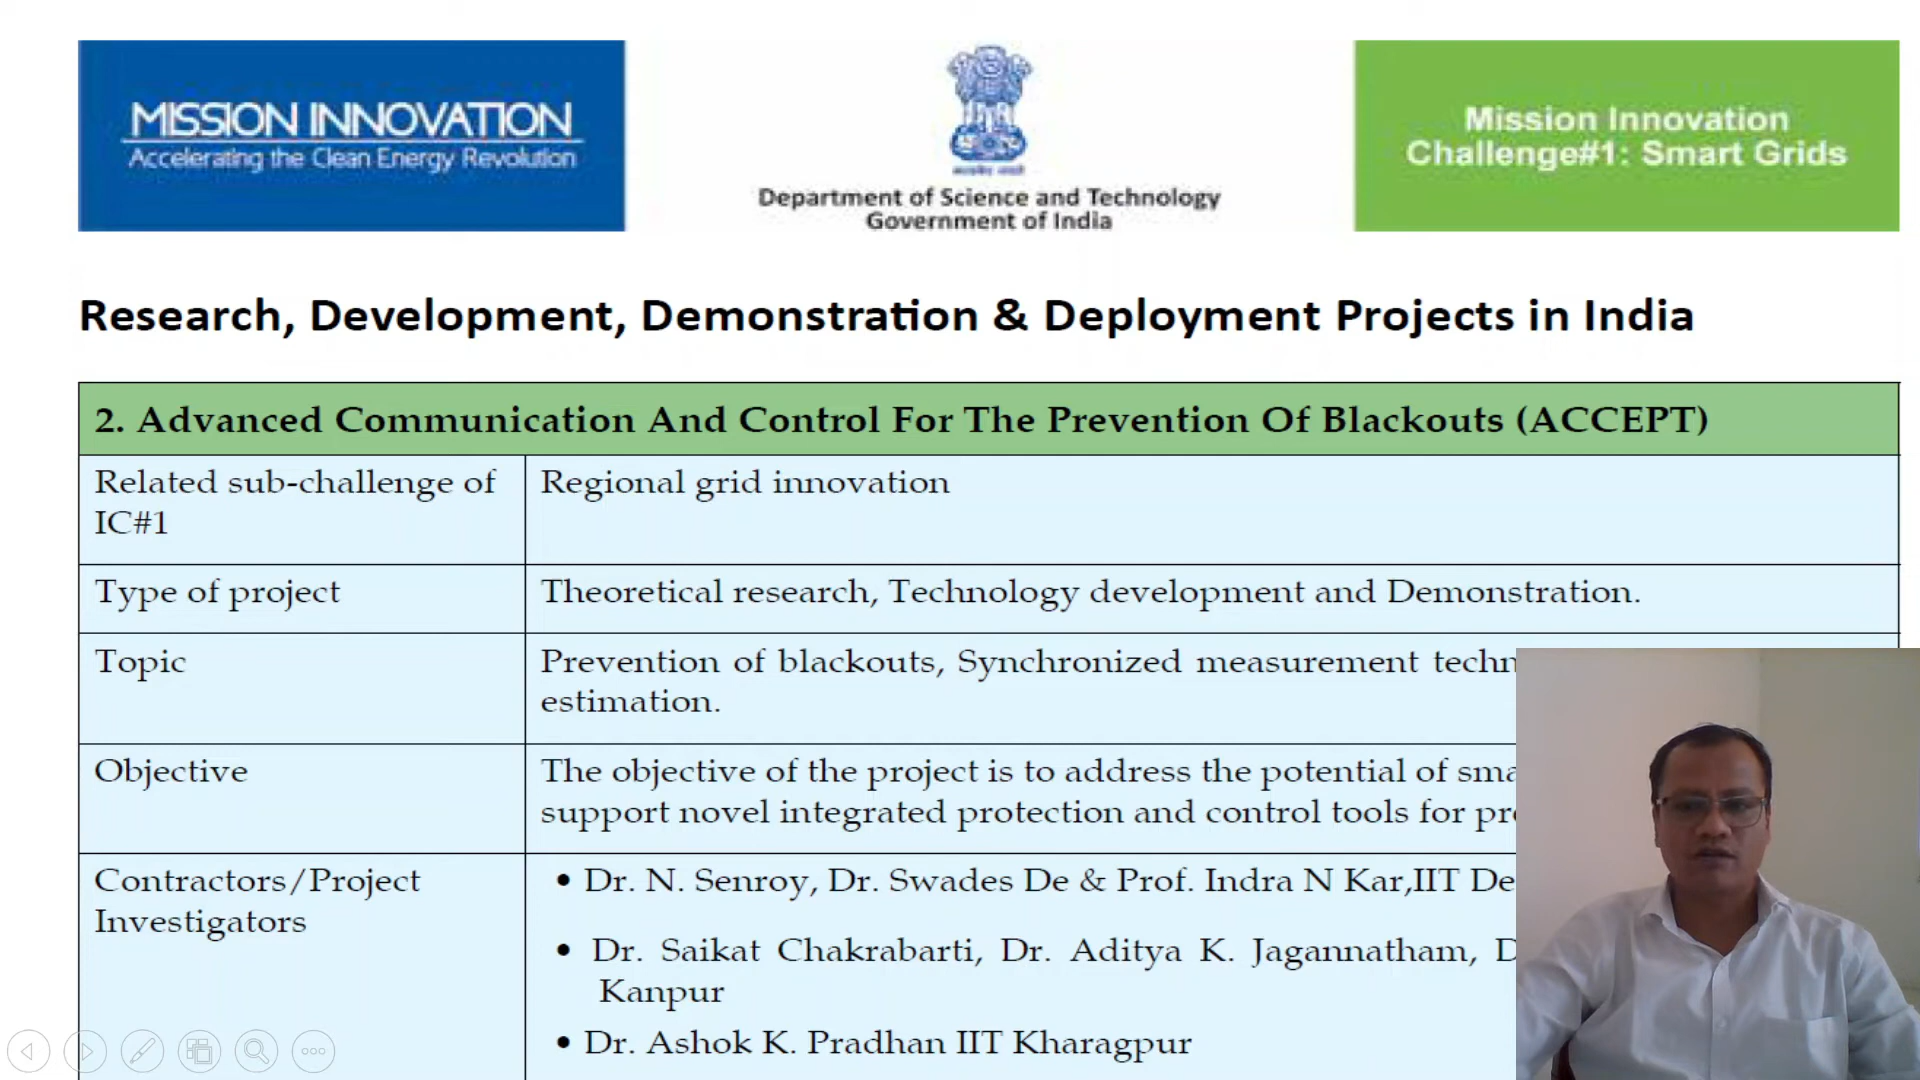 MISSION INNOVATION
Accelerating the Clean Energy Revolution
Department of Science and Technology
Government of India
Mission Innovation
Challenge#1: Smart Grids
Research, Development, Demonstration & Deployment Projects in India
2. Advanced Communication And Control For The Prevention Of Blackouts (ACCEPT)
Related sub-challenge of
IC#1
Regional grid innovation
Type of project
Theoretical research, Technology development and Demonstration.
Topic
Prevention of blackouts, Synchronized measurement
estimation.
Objective
The objective of the project is to address the potential of
support novel integrated protection and control tools for
Contractors/Project
Investigators
• Dr. N. Senroy, Dr. Swades De & Prof. Indra N Kar,IIT
• Dr. Saikat Chakrabarti, Dr. Aditya K. Jagannatham,
Kanpur
• Dr. Ashok K. Pradhan IIT Kharagpur